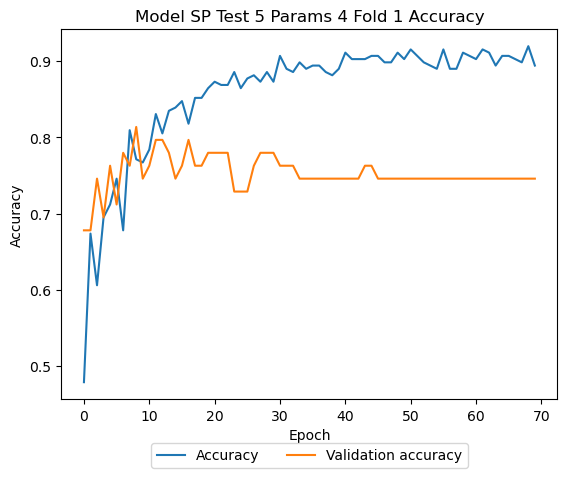 Model SP Test 5 Params 4 Fold 1 Accuracy
Accuracy
0.9
0.8
0.7
0.6
0.5
0 10 20 30 40 50 60 70
Epoch
Accuracy Validation accuracy